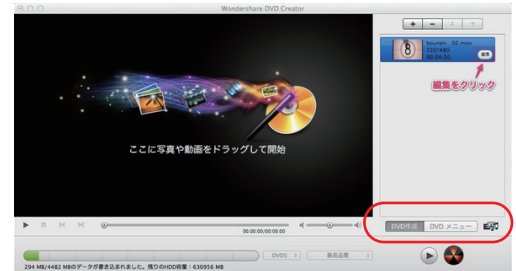 Wondershare DVD Creator
bounen_02.mov
720*480
00:04:50
編集
編集をクリック
ここに写真や動画をドラッグして開始
00:00:00/00:00:00
DVD作成
DVD メニュー
DVD5
最高品質
294 MB/4482 MBのデータが書き込まれました。残りのHDD容量：630956 MB